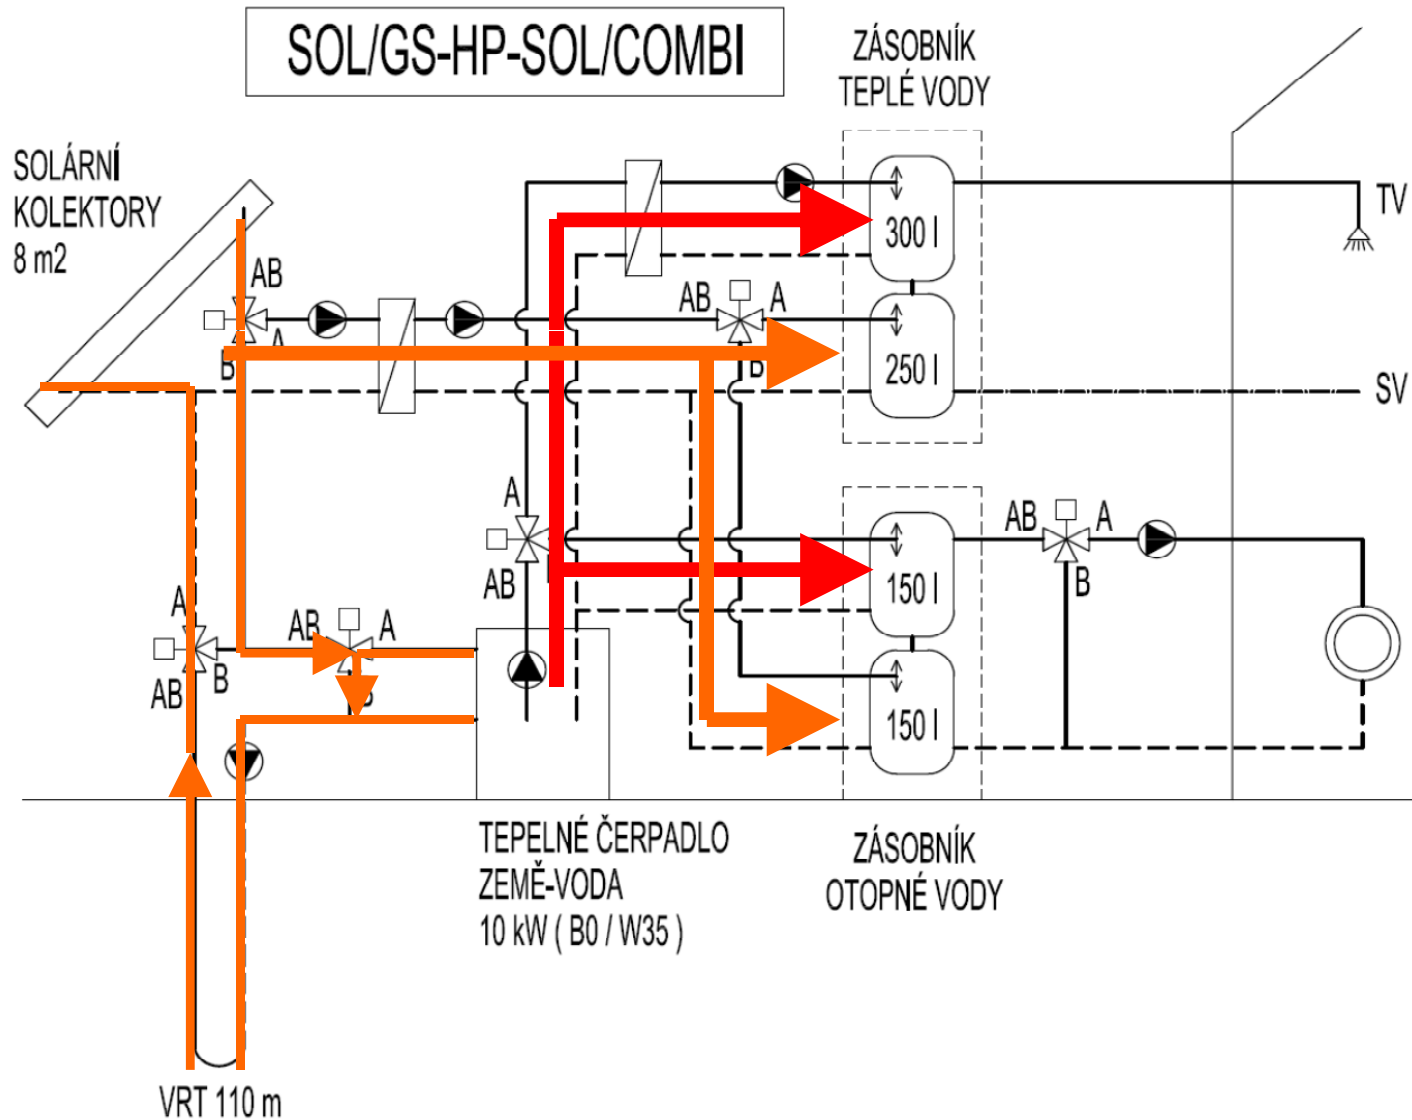 SOL/GS-HP-SOL/COMBI
ZÁSOBNÍK
TEPLÉ VODY
SOLÁRNÍ
KOLEKTORY
8 m2
TV
300 l
AB
AB
A
A
B
B
250 l
SV
A
AB
A
B
AB
150 l
A
AB
A
B
AB
B
150 l
TEPELNÉ ČERPADLO
ZEMĚ-VODA
10 kW ( B0 / W35 )
ZÁSOBNÍK
OTOPNÉ VODY
VRT 110 m